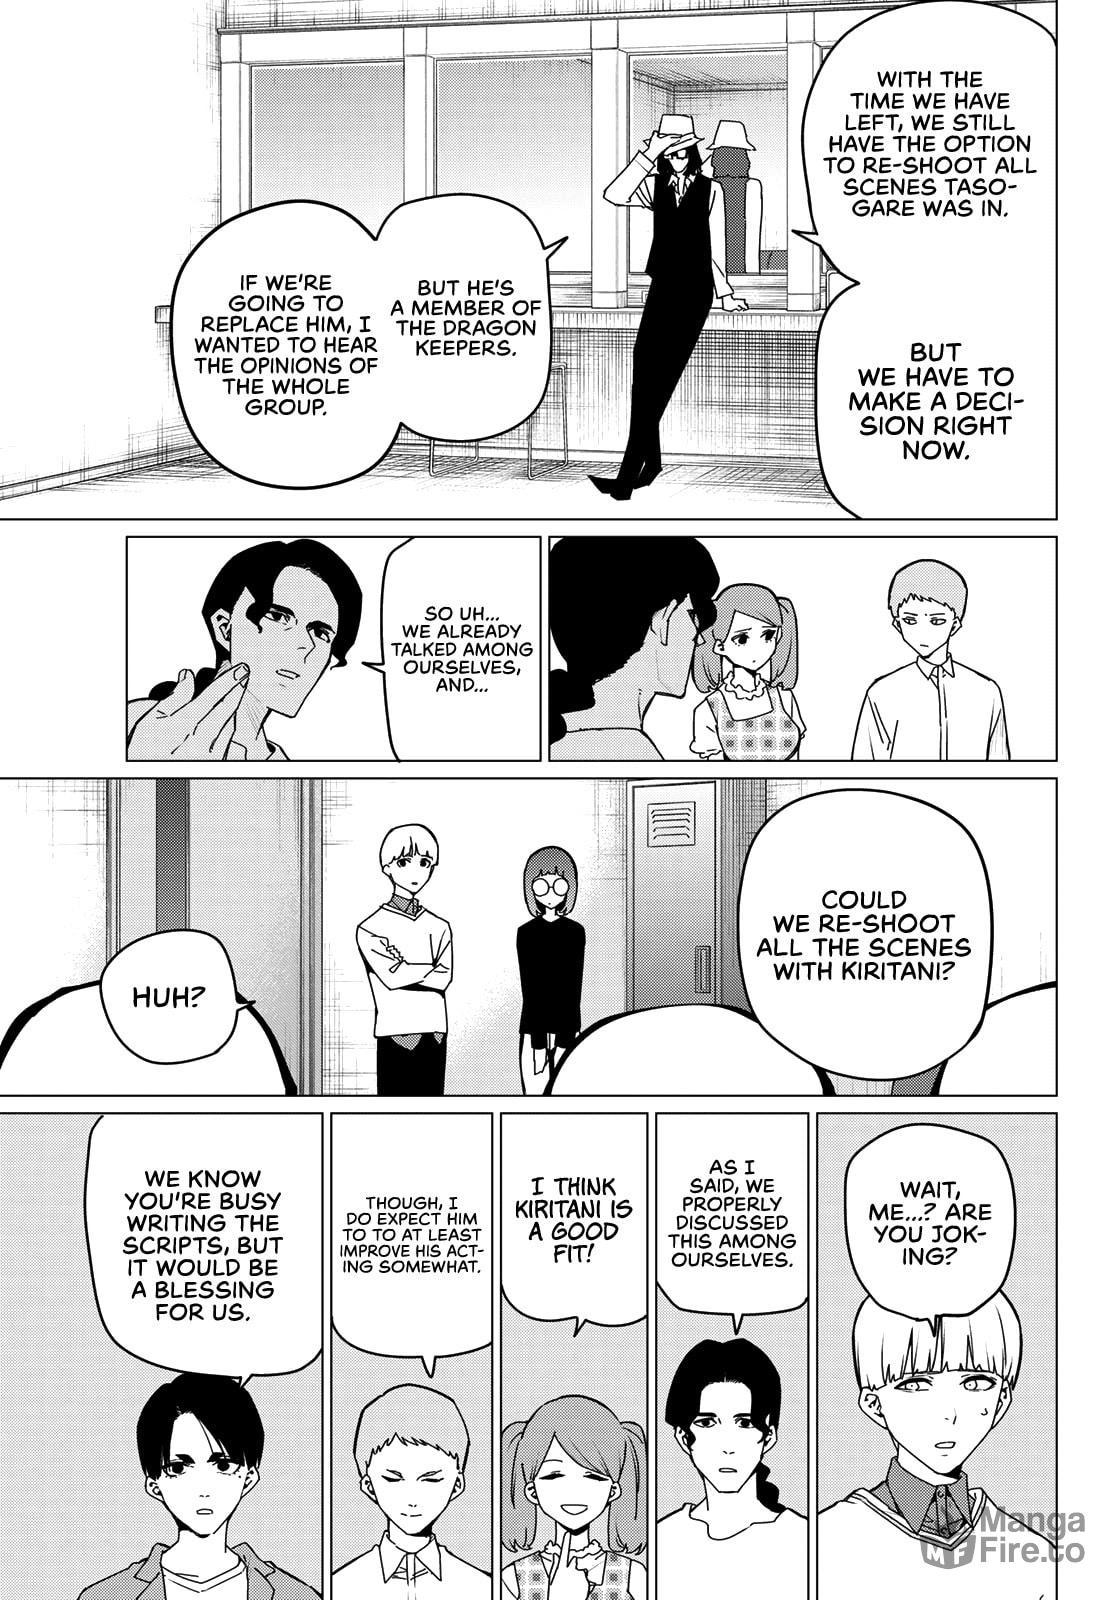 WITH THE
TIME WE HAVE
LEFT, WE STILL
HAVE THE OPTION
TO RE-SHOOT ALL
SCENES TASO-
GARE WAS IN.
BUT
WE HAVE TO
MAKE A DECI-
SION RIGHT
NOW.
BUT HE'S
A MEMBER OF
THE DRAGON
KEEPERS.
IF WE'RE
GOING TO
REPLACE HIM, I
WANTED TO HEAR
THE OPINIONS OF
THE WHOLE
GROUP.
SO UH...
WE ALREADY
TALKED AMONG
OURSELVES,
AND...
COULD
WE RE-SHOOT
ALL THE SCENES
WITH KIRITANI?
HUH?
WAIT,
ME...? ARE
YOU JOK-
ING?
AS I
SAID, WE
PROPERLY
DISCUSSED
THIS AMONG
OURSELVES.
I THINK
KIRITANI IS
A GOOD
FIT!
THOUGH, I
DO EXPECT HIM
TO TO AT LEAST
IMPROVE HIS ACT-
ING SOMEWHAT.
WE KNOW
YOU'RE BUSY
WRITING THE
SCRIPTS, BUT
IT WOULD BE
A BLESSING
FOR US.
Manga
MF Fire.to